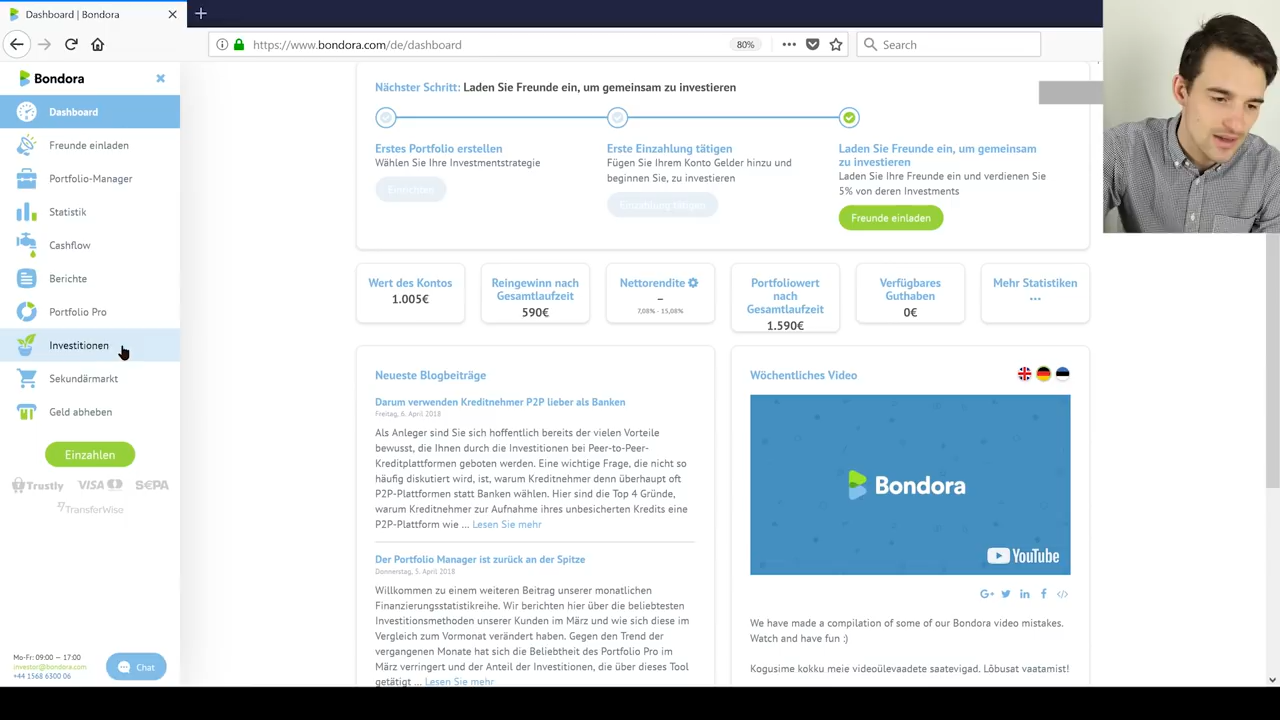 Dashboard | Bondora
https://www.bondora.com/de/dashboard
80%
Search
Bondora
Dashboard
Freunde einladen
Portfolio-Manager
Statistik
Cashflow
Berichte
Portfolio Pro
Investitionen
Sekundärmarkt
Geld abheben
Einzahlen
Trustly VISA SEPA
TransferWise
Mo-Fr: 09:00 — 17:00
investor@bondora.com
+44 1568 6300 06
Chat
Nächster Schritt: Laden Sie Freunde ein, um gemeinsam zu investieren
Erstes Portfolio erstellen
Wählen Sie Ihre Investmentstrategie
Einrichten
Erste Einzahlung tätigen
Fügen Sie Ihrem Konto Gelder hinzu und
beginnen Sie, zu investieren
Einzahlung tätigen
Laden Sie Freunde ein, um gemeinsam
zu investieren
Laden Sie Ihre Freunde ein und verdienen Sie
5% von deren Investments
Freunde einladen
Wert des Kontos
1.005€
Reingewinn nach
Gesamtlaufzeit
590€
Nettorendite
–
7,08% - 15,08%
Portfoliowert
nach
Gesamtlaufzeit
1.590€
Verfügbares
Guthaben
0€
Mehr Statistiken
...
Neueste Blogbeiträge
Darum verwenden Kreditnehmer P2P lieber als Banken
Freitag, 6. April 2018
Als Anleger sind Sie sich hoffentlich bereits der vielen Vorteile
bewusst, die Ihnen durch die Investitionen bei Peer-to-Peer-
Kreditplattformen geboten werden. Eine wichtige Frage, die nicht so
häufig diskutiert wird, ist, warum Kreditnehmer denn überhaupt oft
P2P-Plattformen statt Banken wählen. Hier sind die Top 4 Gründe,
warum Kreditnehmer zur Aufnahme ihres unbesicherten Kredits eine
P2P-Plattform wie ... Lesen Sie mehr
Der Portfolio Manager ist zurück an der Spitze
Donnerstag, 5. April 2018
Willkommen zu einem weiteren Beitrag unserer monatlichen
Finanzierungsstatistikreihe. Wir berichten hier über die beliebtesten
Investitionsmethoden unserer Kunden im März und wie sich diese im
Vergleich zum Vormonat verändert haben. Gegen den Trend der
vergangenen Monate hat sich die Beliebtheit des Portfolio Pro im
März verringert und der Anteil der Investitionen, die über dieses Tool
getätigt ... Lesen Sie mehr
Wöchentliches Video
Bondora
YouTube
We have made a compilation of some of our Bondora video mistakes.
Watch and have fun :)
Kogusime kokku meie videoülevaadete saatevigad. Lõbusat vaatamist!